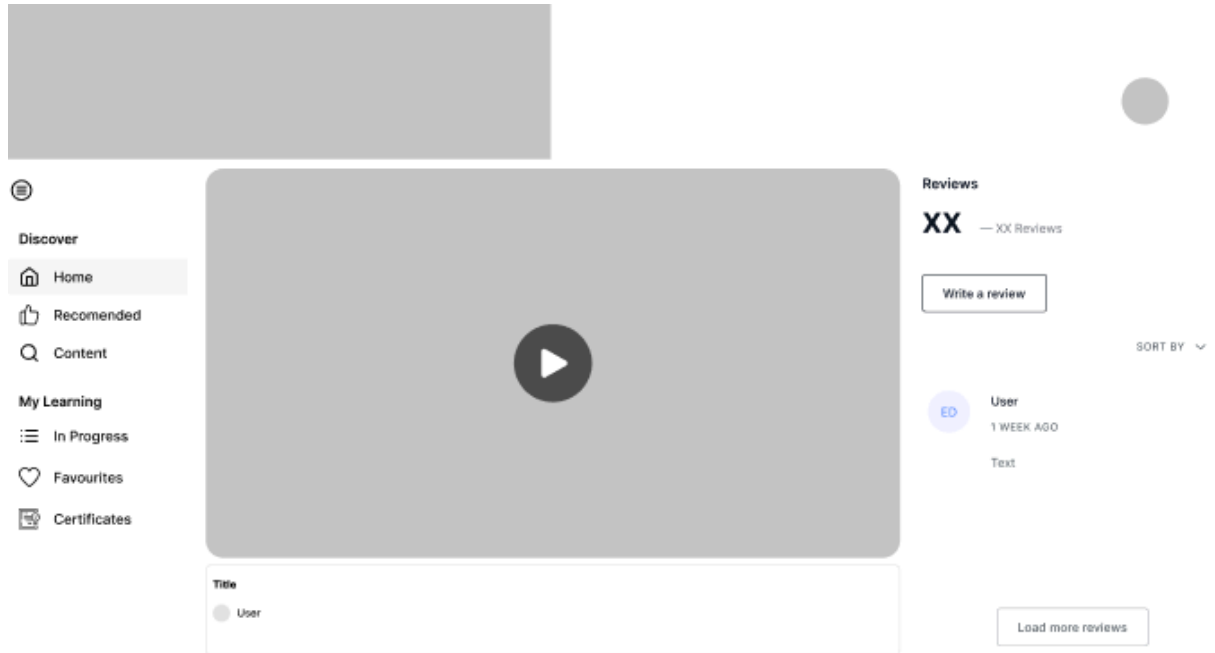 Discover
Home
Recomended
Content
My Learning
In Progress
Favourites
Certificates
Title
User
Reviews
XX — XX Reviews
Write a review
SORT BY
ED
User
1 WEEK AGO
Text
Load more reviews